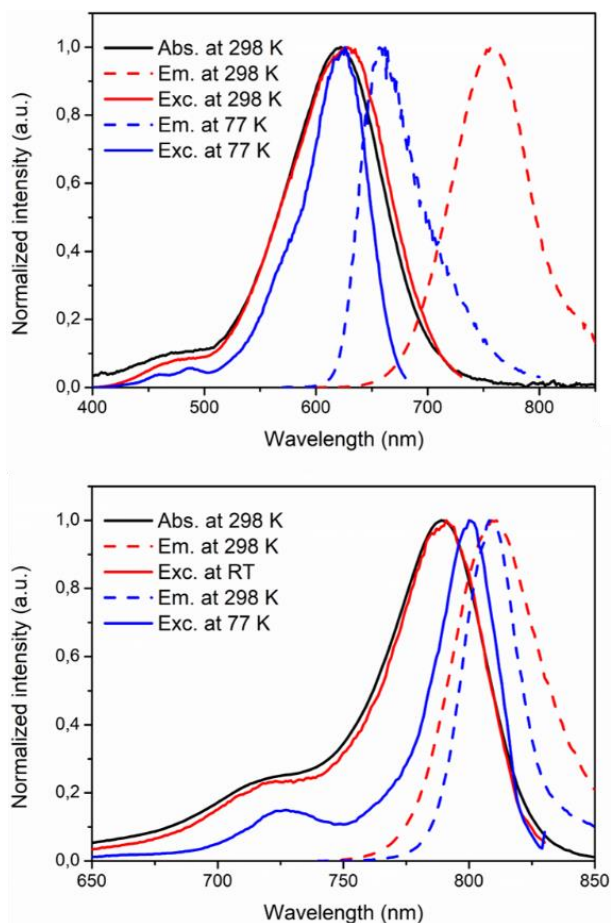 Normalized intensity (a.u.)
1,0
0,8
0,6
0,4
0,2
0,0
Abs. at 298 K
Em. at 298 K
Exc. at 298 K
Em. at 77 K
Exc. at 77 K
400 500 600 700 800
Wavelength (nm)
Normalized intensity (a.u.)
1,0
0,8
0,6
0,4
0,2
0,0
Abs. at 298 K
Em. at 298 K
Exc. at RT
Em. at 298 K
Exc. at 77 K
650 700 750 800 850
Wavelength (nm)